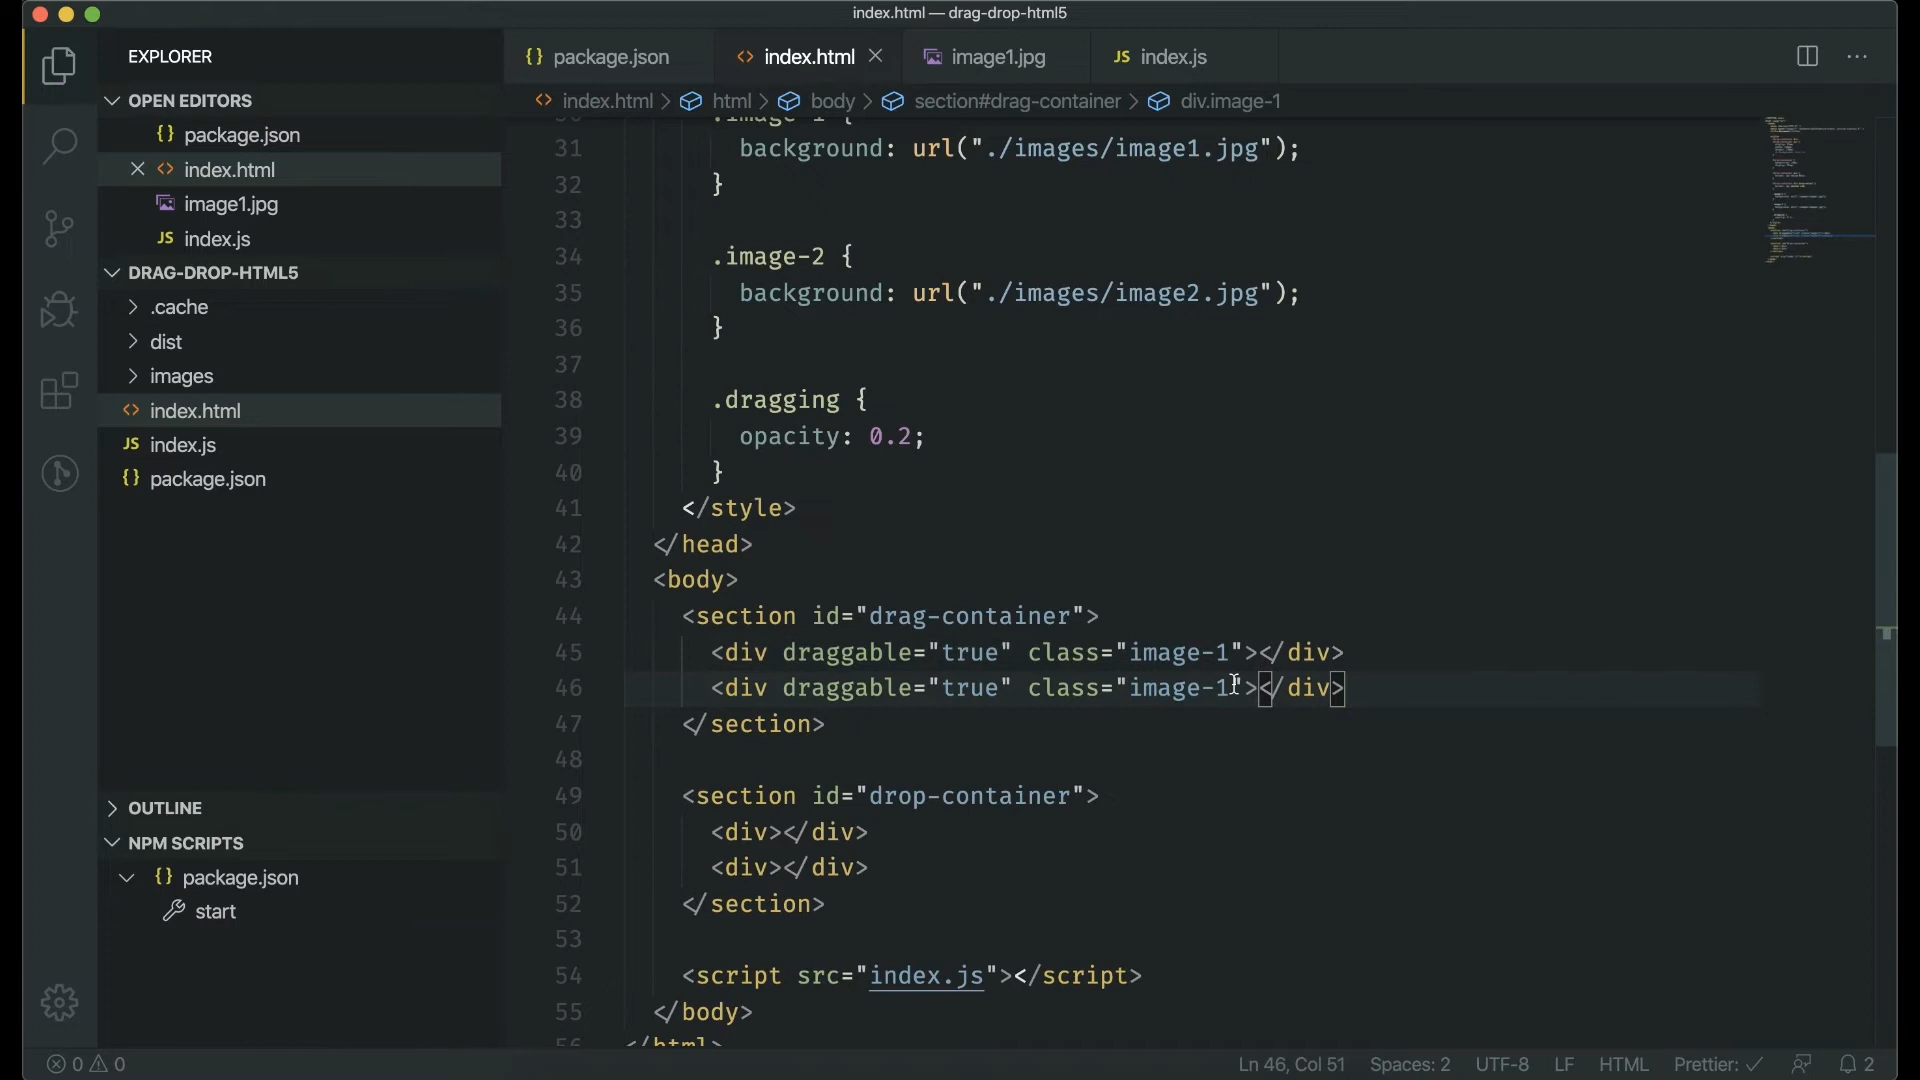 index.html — drag-drop-html5
EXPLORER
OPEN EDITORS
{} package.json
<> index.html
image1.jpg
JS index.js
DRAG-DROP-HTML5
.cache
dist
images
<> index.html
JS index.js
{} package.json
OUTLINE
NPM SCRIPTS
{} package.json
start
{} package.json
<> index.html
image1.jpg
JS index.js
<> index.html > html > body > section#drag-container > div.image-1
30 .image-1 {
31 background: url("./images/image1.jpg");
32 }
33
34 .image-2 {
35 background: url("./images/image2.jpg");
36 }
37
38 .dragging {
39 opacity: 0.2;
40 }
41 </style>
42 </head>
43 <body>
44 <section id="drag-container">
45 <div draggable="true" class="image-1"></div>
46 <div draggable="true" class="image-1"></div>
47 </section>
48
49 <section id="drop-container">
50 <div></div>
51 <div></div>
52 </section>
53
54 <script src="index.js"></script>
55 </body>
56 </html>
0 0
Ln 46, Col 51 Spaces: 2 UTF-8 LF HTML Prettier: ✓ 2